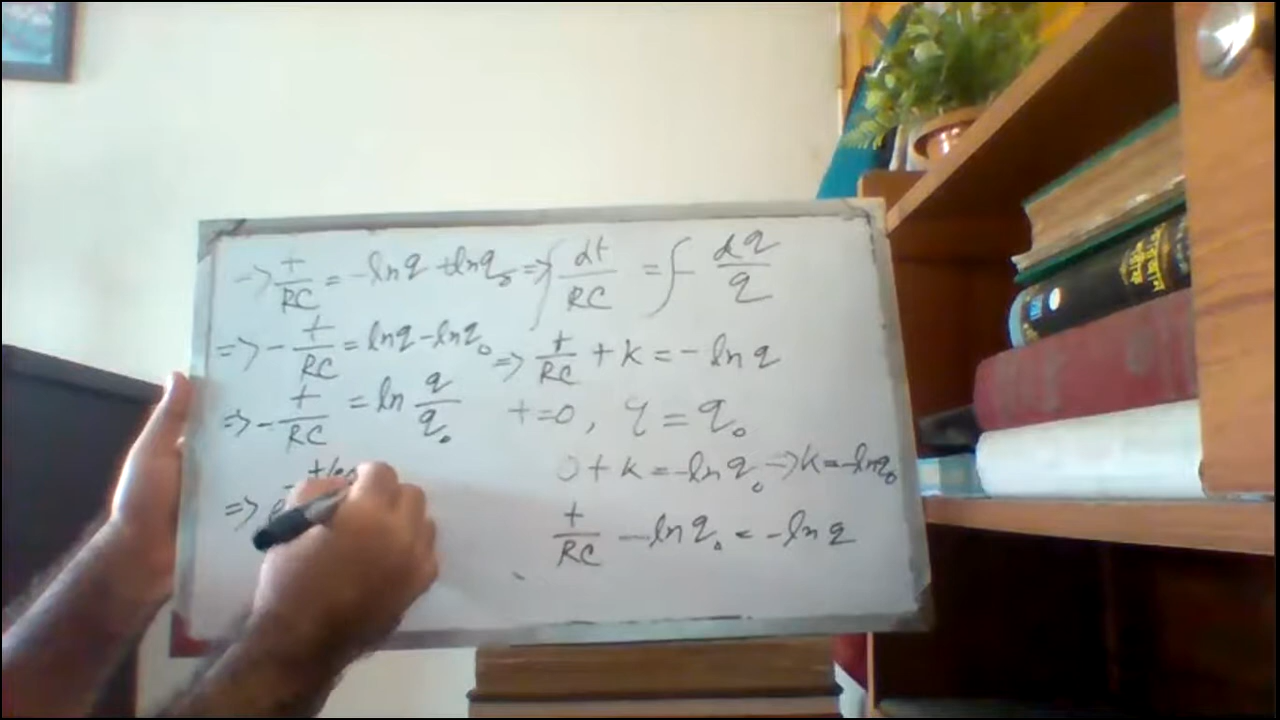 => ∫ dt/RC = ∫ - dq/q
=> t/RC + k = - ln q
t=0, q = q₀
0 + k = -ln q₀ => k = -ln q₀
t/RC - ln q₀ = -ln q
=> t/RC = -ln q + ln q₀
=> - t/RC = ln q - ln q₀
=> - t/RC = ln q/q₀
=> e